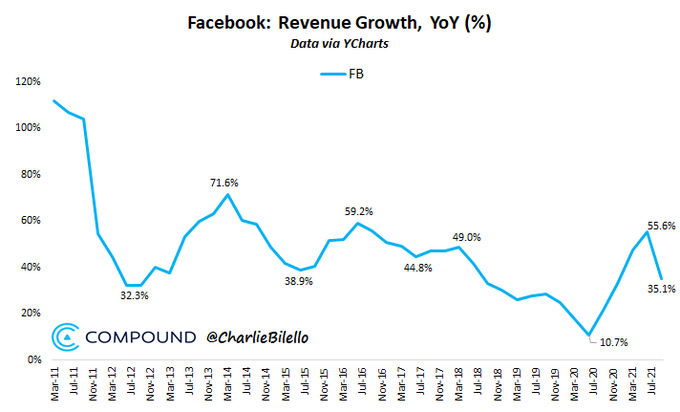 Facebook: Revenue Growth, YoY (%)
Data via YCharts
FB
120%
100%
80%
60%
40%
20%
0%
71.6%
59.2%
55.6%
49.0%
44.8%
38.9%
35.1%
32.3%
10.7%
COMPOUND @CharlieBilello
Mar-11
Jul-11
Nov-11
Mar-12
Jul-12
Nov-12
Mar-13
Jul-13
Nov-13
Mar-14
Jul-14
Nov-14
Mar-15
Jul-15
Nov-15
Mar-16
Jul-16
Nov-16
Mar-17
Jul-17
Nov-17
Mar-18
Jul-18
Nov-18
Mar-19
Jul-19
Nov-19
Mar-20
Jul-20
Nov-20
Mar-21
Jul-21